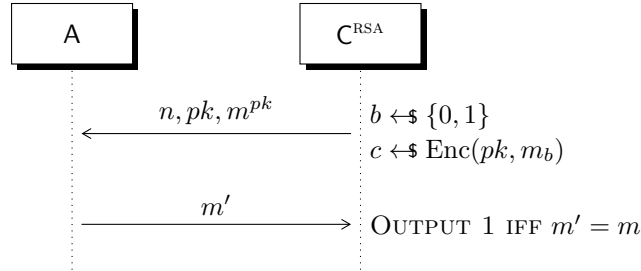 A C^RSA
n, pk, m^pk b ←$ {0, 1}
c ←$ Enc(pk, m_b)
m′ OUTPUT 1 IFF m′ = m